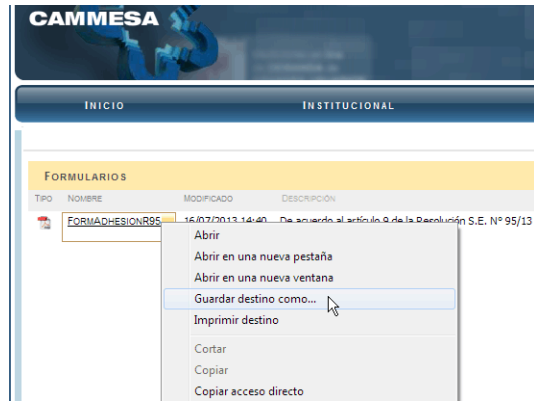 CAMMESA
INICIO INSTITUCIONAL
FORMULARIOS
TIPO NOMBRE MODIFICADO DESCRIPCIÓN
FORMADHESIONR95 16/07/2013 14:40 De acuerdo al artículo 9 de la Resolución S.E. Nº 95/13
Abrir
Abrir en una nueva pestaña
Abrir en una nueva ventana
Guardar destino como...
Imprimir destino
Cortar
Copiar
Copiar acceso directo